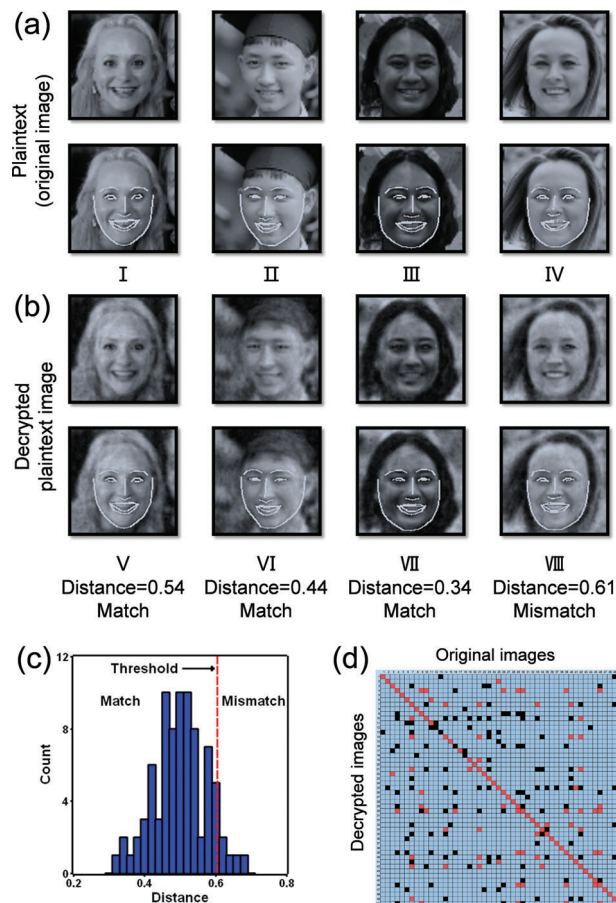 (a)
Plaintext
(original image)
Ⅰ Ⅱ Ⅲ Ⅳ
(b)
Decrypted
plaintext image
Ⅴ Ⅵ Ⅶ Ⅷ
Distance=0.54 Distance=0.44 Distance=0.34 Distance=0.61
Match Match Match Mismatch
(c)
12
8
4
0
Count
Threshold
Match Mismatch
0.2 0.4 0.6 0.8
Distance
(d)
Original images
Decrypted images